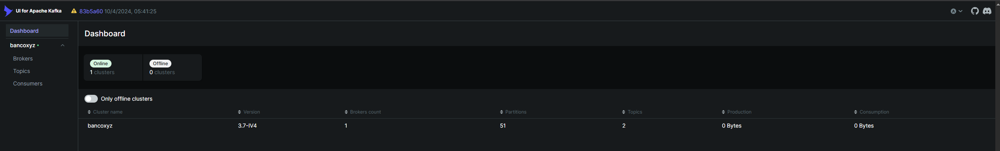 UI for Apache Kafka 83b5a60 10/4/2024, 05:41:25 A
Dashboard
bancoxyz
Brokers
Topics
Consumers
Dashboard
Online Offline
1 clusters 0 clusters
Only offline clusters
Cluster name Version Brokers count Partitions Topics Production Consumption
bancoxyz 3.7-IV4 1 51 2 0 Bytes 0 Bytes